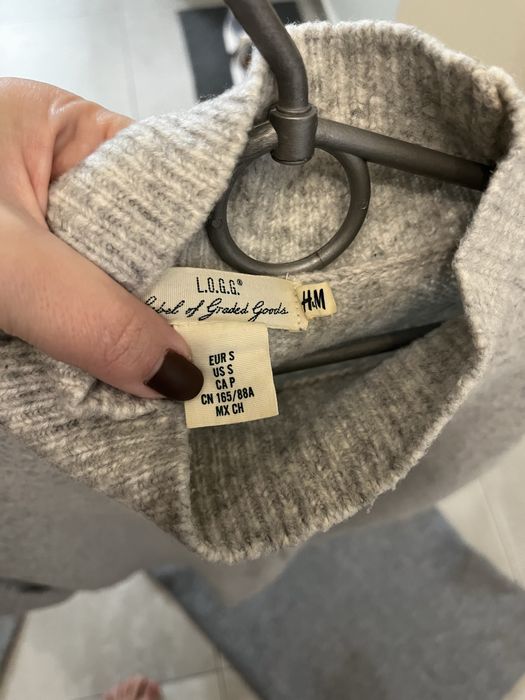 L.O.G.G.®
Label of Graded Goods
H&M
EUR S
US S
CA P
CN 165/88A
MX CH